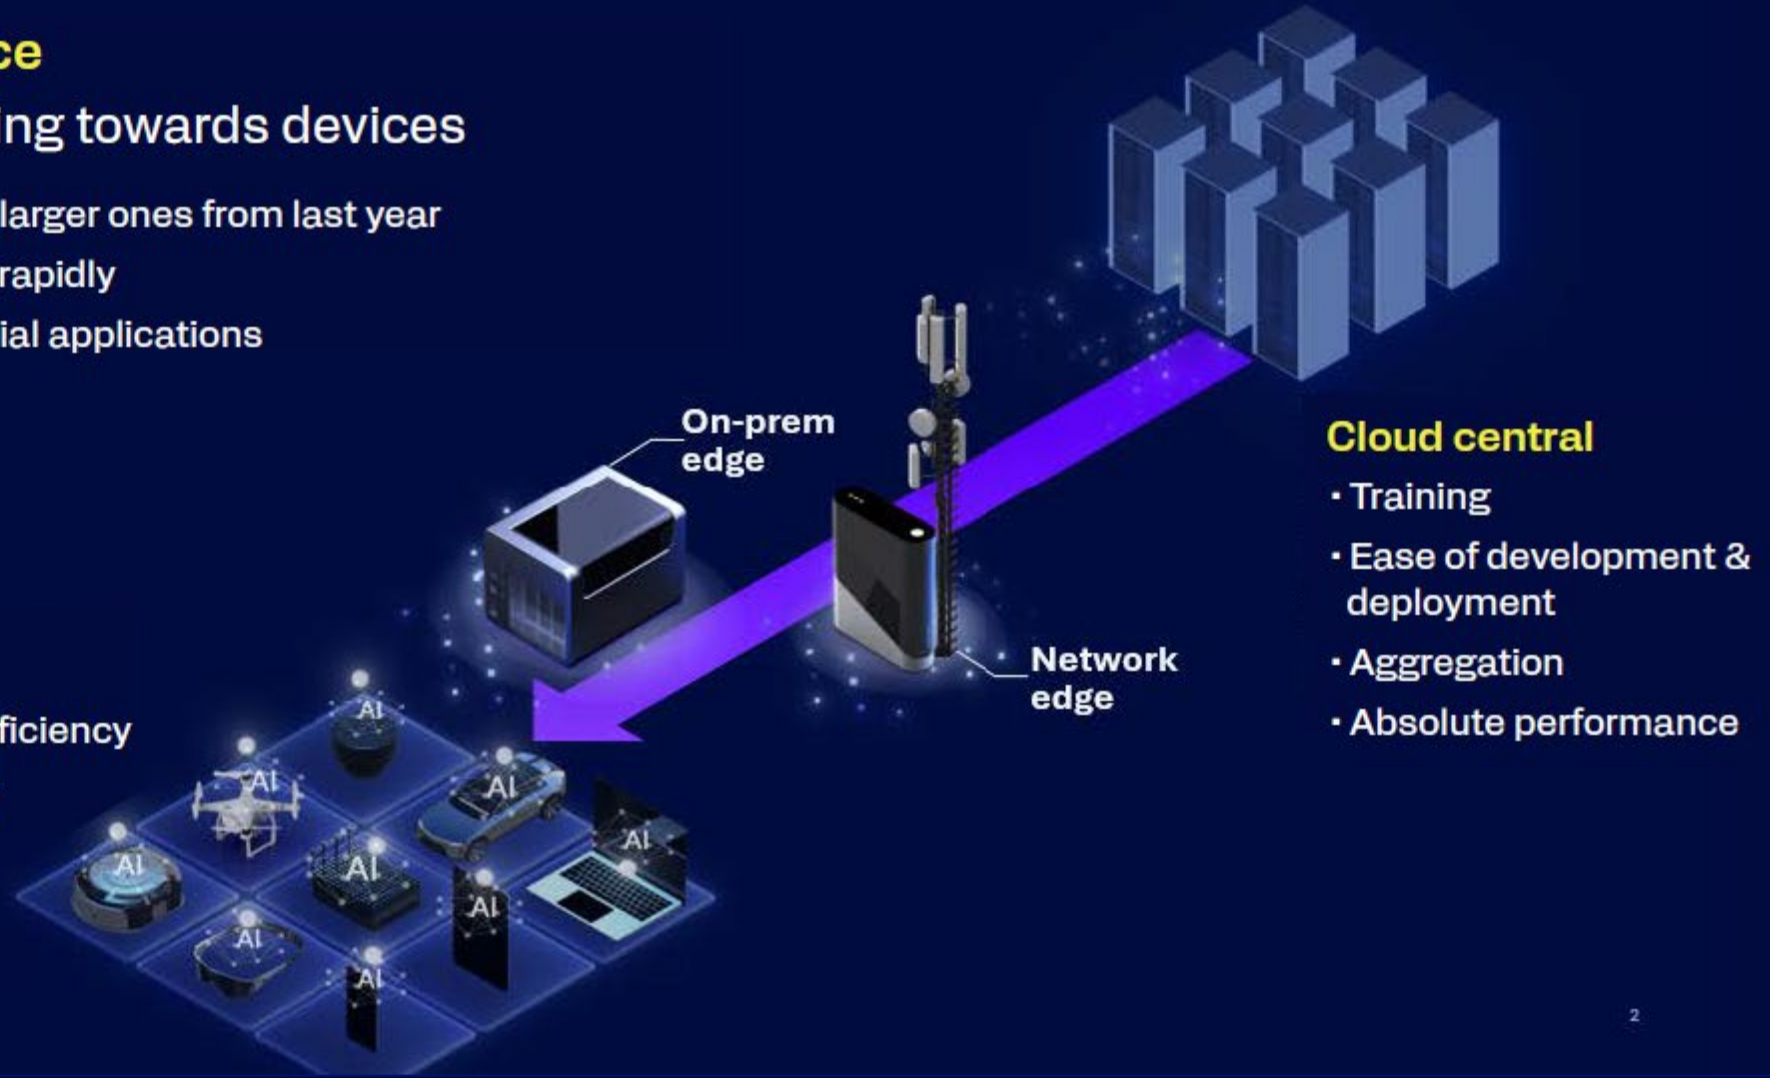 ce
ing towards devices
larger ones from last year
rapidly
ial applications
On-prem
edge
Network
edge
Cloud central
▪ Training
▪ Ease of development &
deployment
▪ Aggregation
▪ Absolute performance
ficiency
AI
AI
AI
AI
AI
AI
AI
AI
AI
2